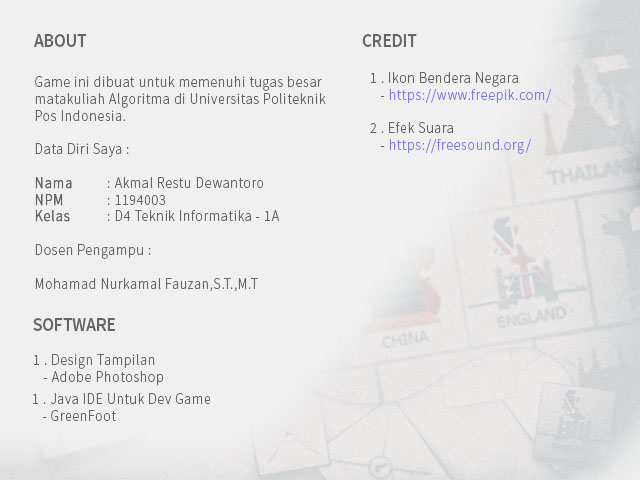 ABOUT
Game ini dibuat untuk memenuhi tugas besar
matakuliah Algoritma di Universitas Politeknik
Pos Indonesia.
Data Diri Saya :
Nama : Akmal Restu Dewantoro
NPM : 1194003
Kelas : D4 Teknik Informatika - 1A
Dosen Pengampu :
Mohamad Nurkamal Fauzan,S.T.,M.T
SOFTWARE
1 . Design Tampilan
- Adobe Photoshop
1 . Java IDE Untuk Dev Game
- GreenFoot
CREDIT
1 . Ikon Bendera Negara
- https://www.freepik.com/
2 . Efek Suara
- https://freesound.org/
THAILAND
ENGLAND
CHINA